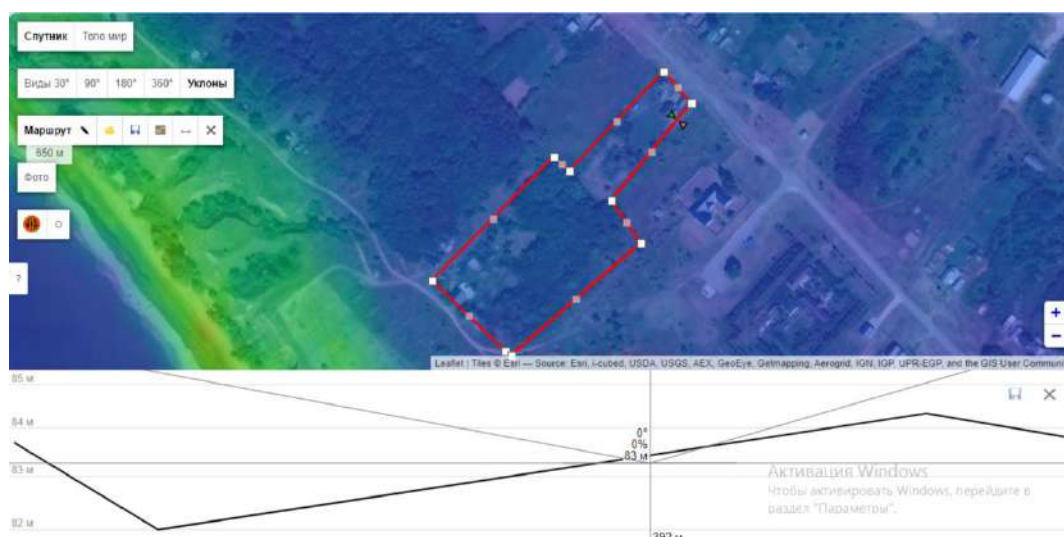 Спутник Топо мир
Виды 30° 90° 180° 360° Уклоны
Маршрут
650 м
Фото
?
+
−
Leaflet | Tiles © Esri — Source: Esri, i-cubed, USDA, USGS, AEX, GeoEye, Getmapping, Aerogrid, IGN, IGP, UPR-EGP, and the GIS User Communi
85 м
84 м
0°
0%
83 м
83 м
Активация Windows
Чтобы активировать Windows, перейдите в
раздел "Параметры".
82 м
392 м